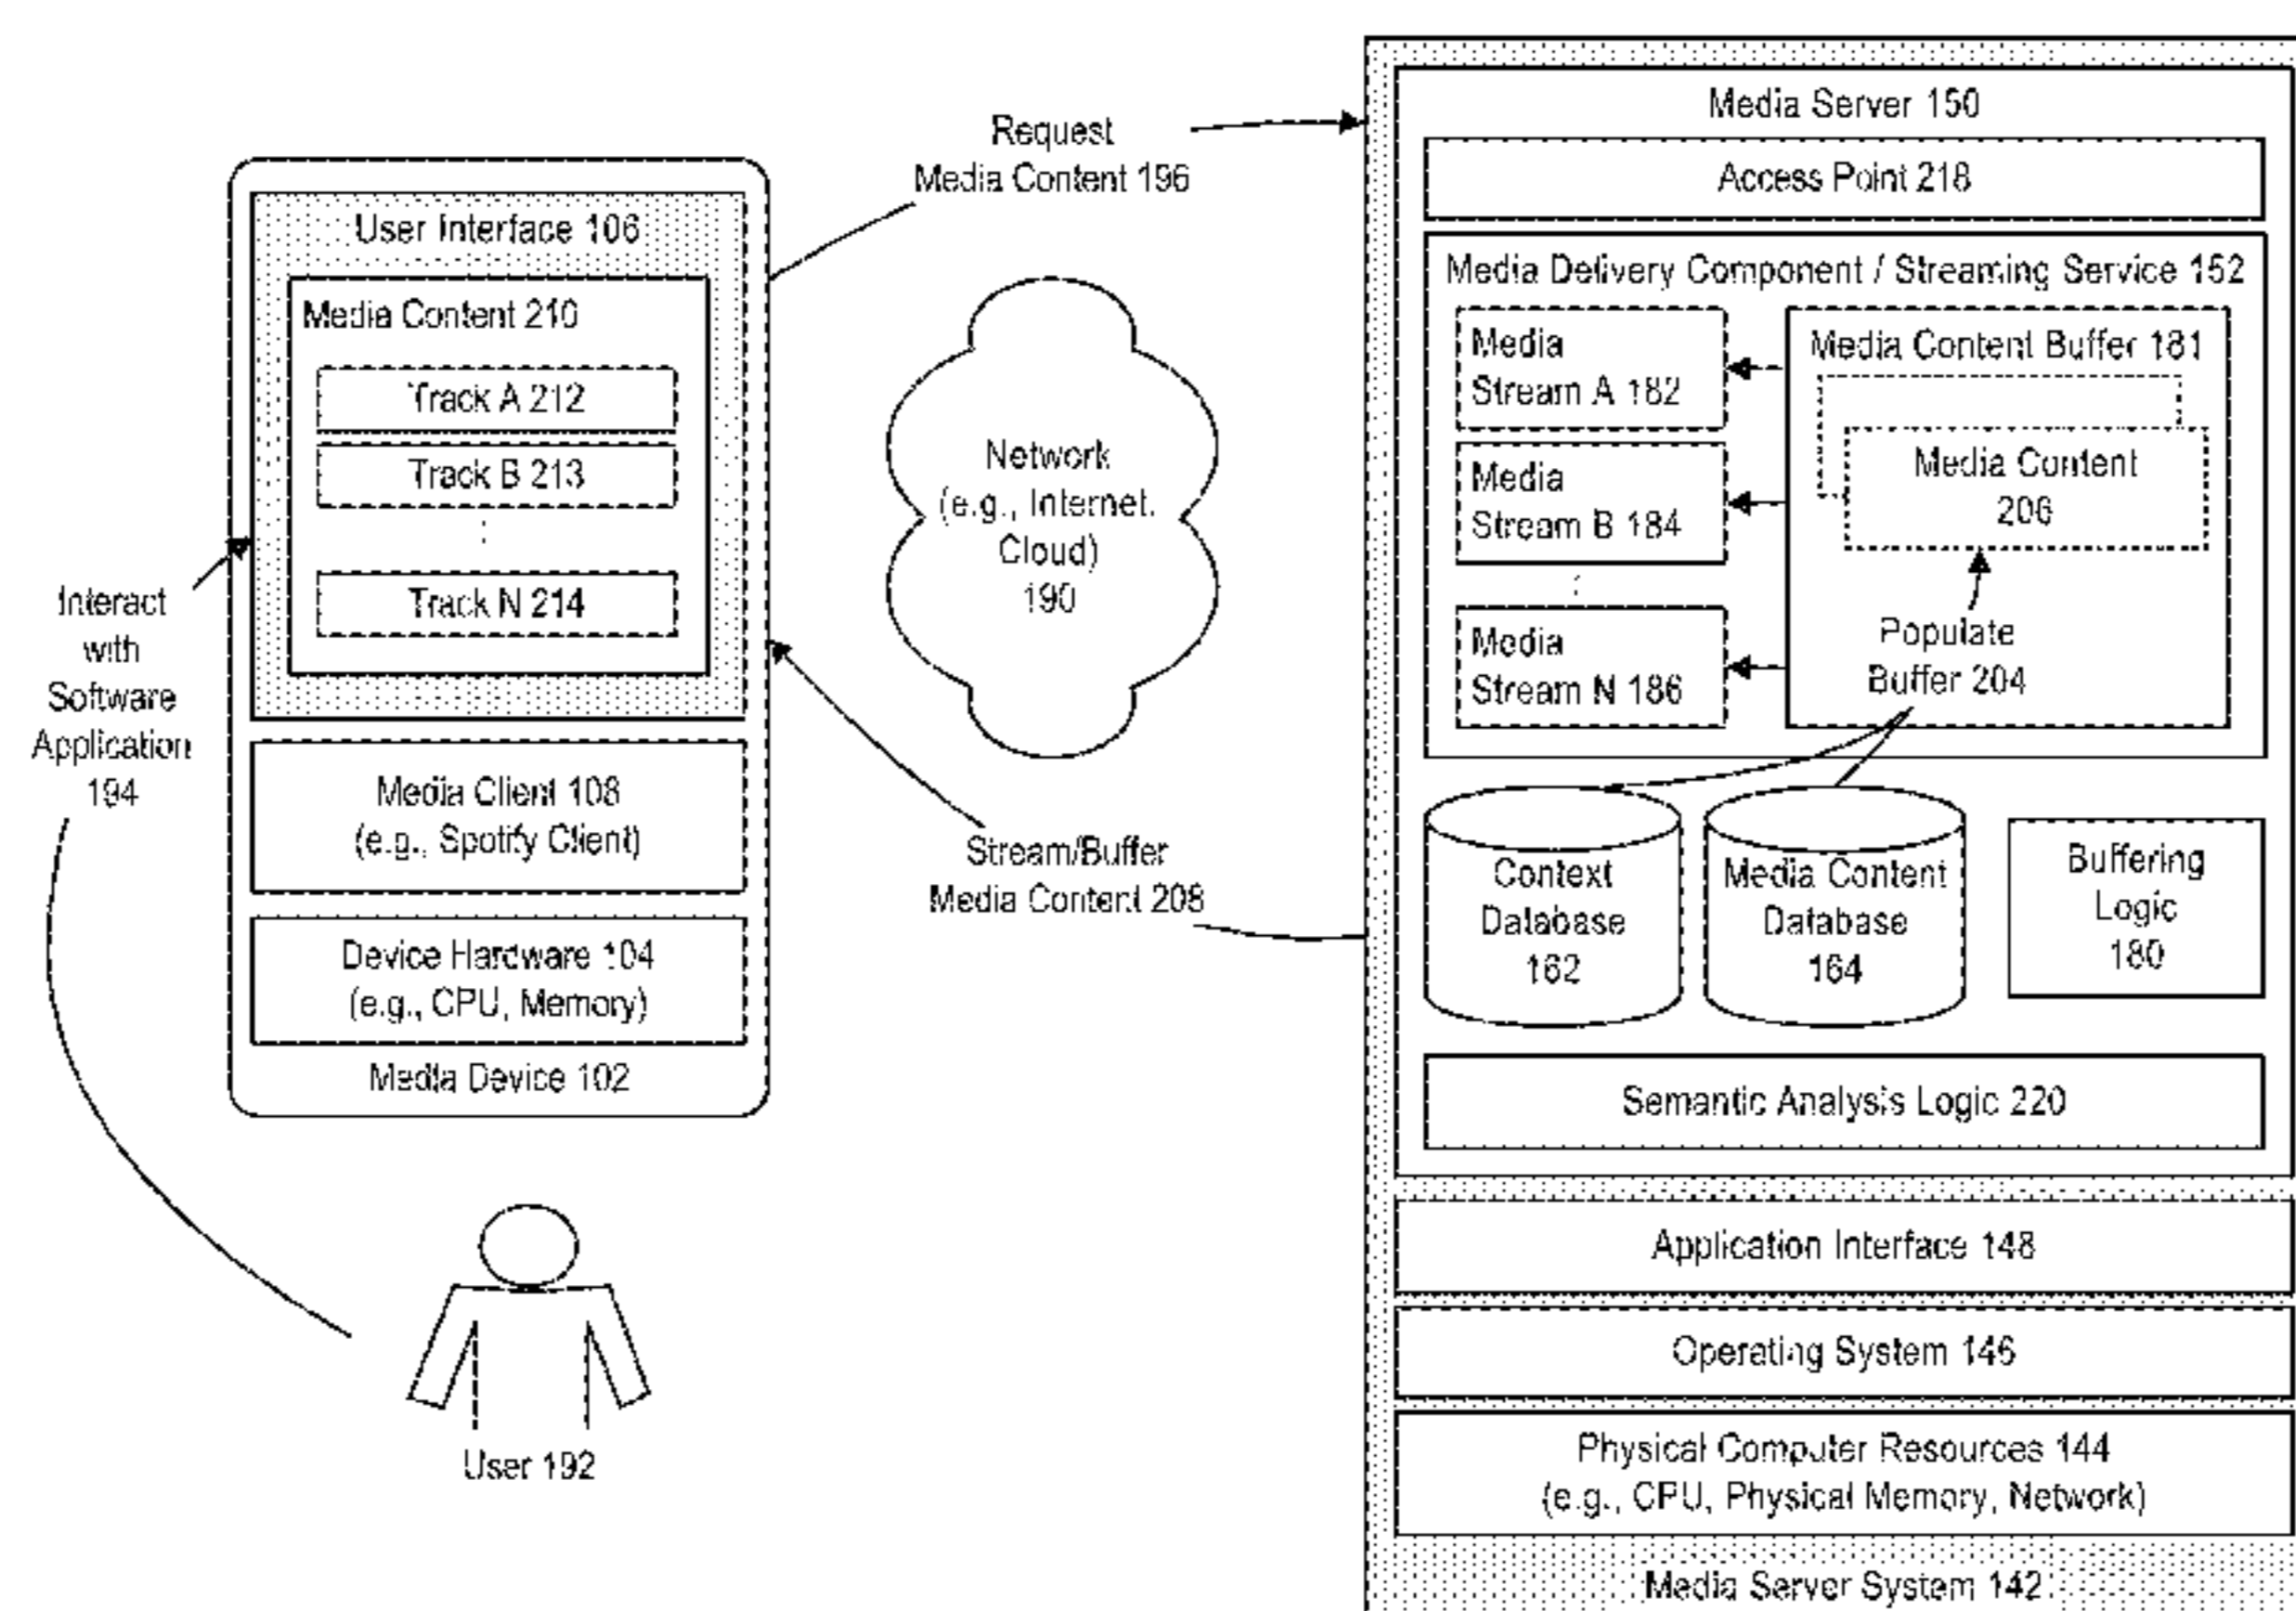 Request
Media Content 196
User Interface 106
Media Content 210
Track A 212
Track B 213
Track N 214
Interact
with
Software
Application
194
Media Client 108
(e.g., Spotify Client)
Device Hardware 104
(e.g., CPU, Memory)
Media Device 102
User 192
Network
(e.g., Internet.
Cloud)
190
Stream/Buffer
Media Content 208
Media Server 150
Access Point 218
Media Delivery Component / Streaming Service 152
Media
Stream A 182
Media
Stream B 184
Media
Stream N 186
Media Content Buffer 181
Media Content
206
Populate
Buffer 204
Context
Database
162
Media Content
Database
164
Buffering
Logic
180
Semantic Analysis Logic 220
Application Interface 148
Operating System 146
Physical Computer Resources 144
(e.g., CPU, Physical Memory, Network)
Media Server System 142